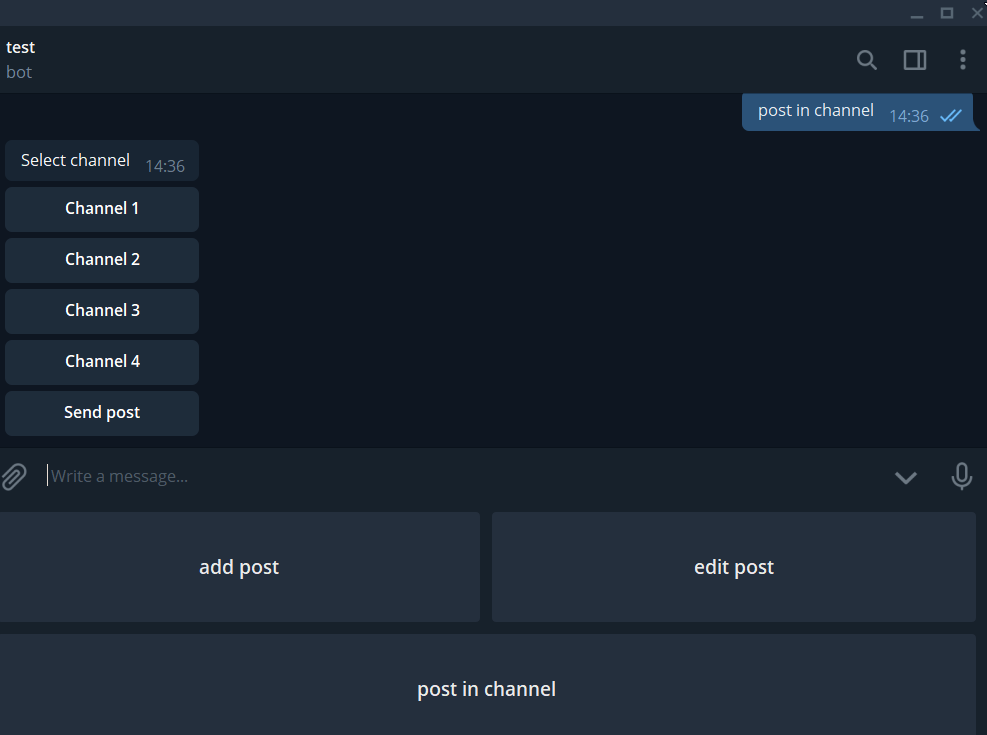 test
bot
post in channel 14:36
Select channel 14:36
Channel 1
Channel 2
Channel 3
Channel 4
Send post
Write a message...
add post edit post
post in channel